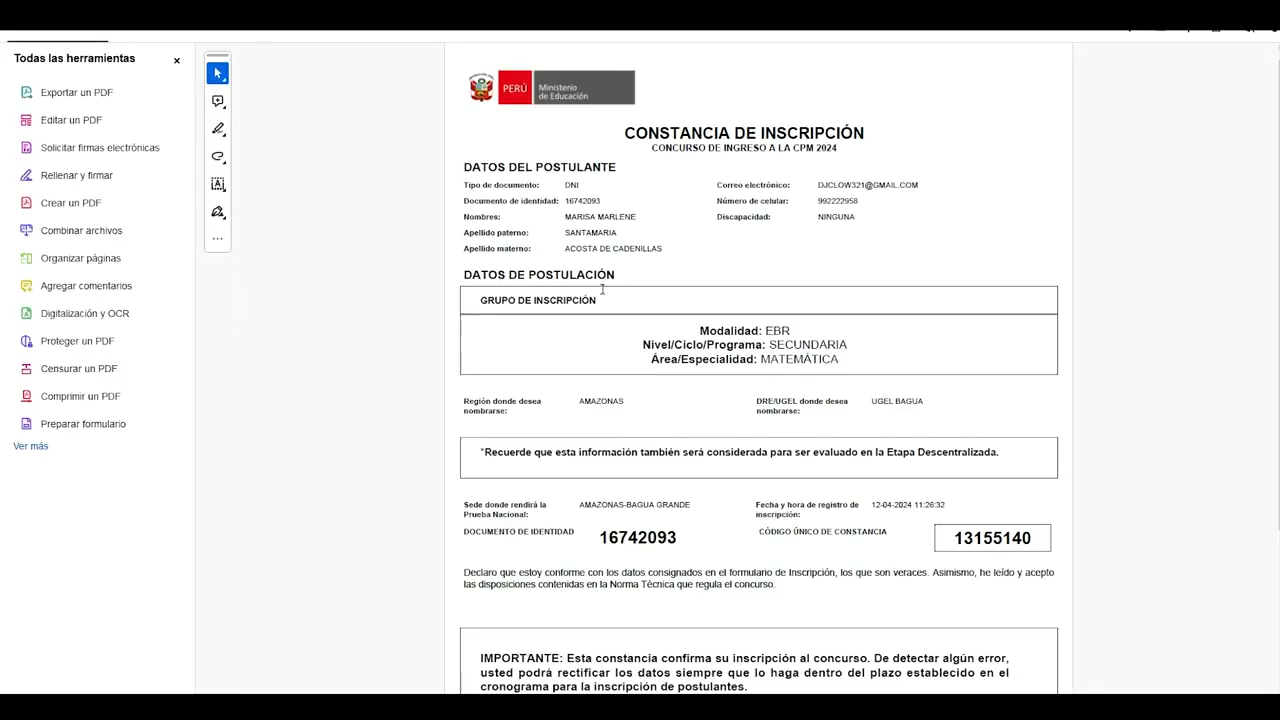 Todas las herramientas
Exportar un PDF
Editar un PDF
Solicitar firmas electrónicas
Rellenar y firmar
Crear un PDF
Combinar archivos
Organizar páginas
Agregar comentarios
Digitalización y OCR
Proteger un PDF
Censurar un PDF
Comprimir un PDF
Preparar formulario
Ver más
PERÚ Ministerio de Educación
CONSTANCIA DE INSCRIPCIÓN
CONCURSO DE INGRESO A LA CPM 2024
DATOS DEL POSTULANTE
Tipo de documento: DNI Correo electrónico: DJCLOW321@GMAIL.COM
Documento de identidad: 16742093 Número de celular: 992222958
Nombres: MARISA MARLENE Discapacidad: NINGUNA
Apellido paterno: SANTAMARIA
Apellido materno: ACOSTA DE CADENILLAS
DATOS DE POSTULACIÓN
GRUPO DE INSCRIPCIÓN
Modalidad: EBR
Nivel/Ciclo/Programa: SECUNDARIA
Área/Especialidad: MATEMÁTICA
Región donde desea nombrarse: AMAZONAS DRE/UGEL donde desea nombrarse: UGEL BAGUA
"Recuerde que esta información también será considerada para ser evaluado en la Etapa Descentralizada.
Sede donde rendirá la Prueba Nacional: AMAZONAS-BAGUA GRANDE Fecha y hora de registro de inscripción: 12-04-2024 11:26:32
DOCUMENTO DE IDENTIDAD 16742093 CÓDIGO ÚNICO DE CONSTANCIA 13155140
Declaro que estoy conforme con los datos consignados en el formulario de Inscripción, los que son veraces. Asimismo, he leído y acepto
las disposiciones contenidas en la Norma Técnica que regula el concurso.
IMPORTANTE: Esta constancia confirma su inscripción al concurso. De detectar algún error,
usted podrá rectificar los datos siempre que lo haga dentro del plazo establecido en el
cronograma para la inscripción de postulantes.